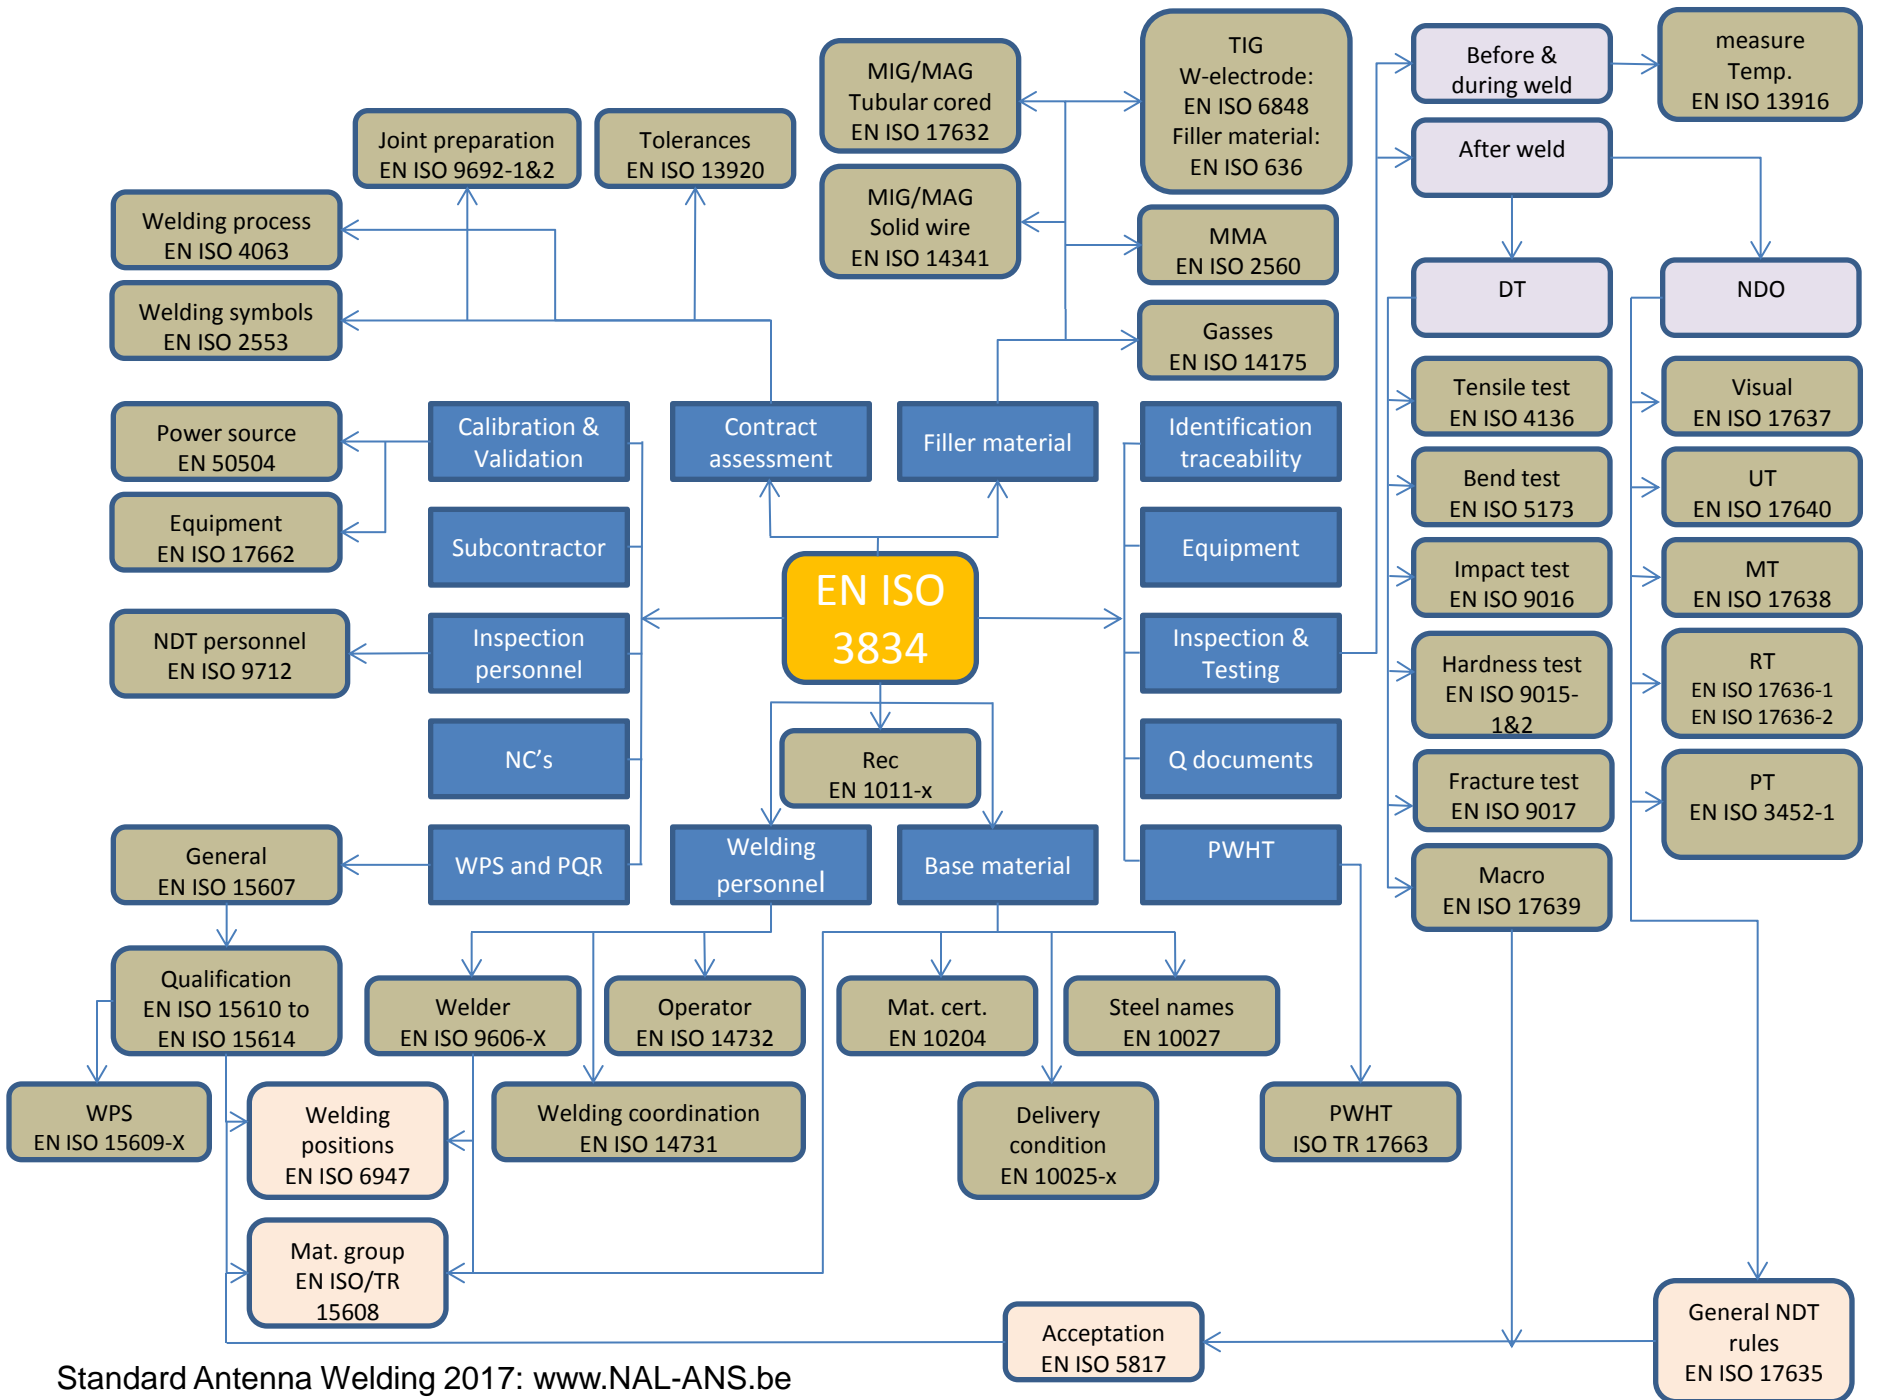 TIG
W-electrode:
EN ISO 6848
Filler material:
EN ISO 636
Before &
during weld
measure
Temp.
EN ISO 13916
MIG/MAG
Tubular cored
EN ISO 17632
Joint preparation
EN ISO 9692-1&2
Tolerances
EN ISO 13920
After weld
MIG/MAG
Solid wire
EN ISO 14341
Welding process
EN ISO 4063
MMA
EN ISO 2560
Welding symbols
EN ISO 2553
DT
NDO
Gasses
EN ISO 14175
Power source
EN 50504
Calibration &
Validation
Contract
assessment
Filler material
Identification
traceability
Tensile test
EN ISO 4136
Visual
EN ISO 17637
Equipment
EN ISO 17662
Subcontractor
Equipment
Bend test
EN ISO 5173
UT
EN ISO 17640
EN ISO
3834
Impact test
EN ISO 9016
MT
EN ISO 17638
NDT personnel
EN ISO 9712
Inspection
personnel
Inspection &
Testing
Hardness test
EN ISO 9015-
1&2
RT
EN ISO 17636-1
EN ISO 17636-2
NC's
Rec
EN 1011-x
Q documents
Fracture test
EN ISO 9017
PT
EN ISO 3452-1
General
EN ISO 15607
WPS and PQR
Welding
personnel
Base material
PWHT
Macro
EN ISO 17639
Qualification
EN ISO 15610 to
EN ISO 15614
Welder
EN ISO 9606-X
Operator
EN ISO 14732
Mat. cert.
EN 10204
Steel names
EN 10027
WPS
EN ISO 15609-X
Welding
positions
EN ISO 6947
Welding coordination
EN ISO 14731
Delivery
condition
EN 10025-x
PWHT
ISO TR 17663
Mat. group
EN ISO/TR
15608
Acceptation
EN ISO 5817
General NDT
rules
EN ISO 17635
Standard Antenna Welding 2017: www.NAL-ANS.be